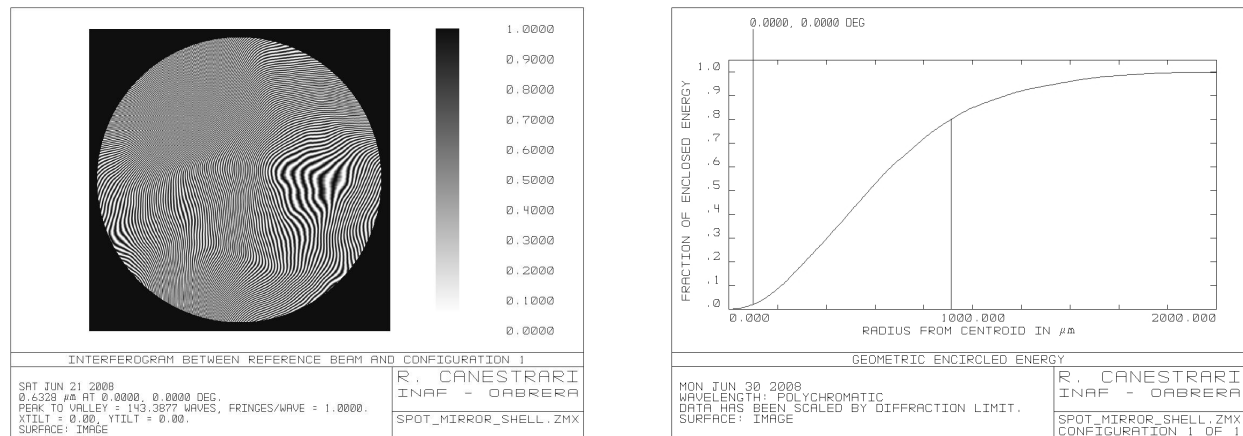 1.0000
0.9000
0.8000
0.7000
0.6000
0.5000
0.4000
0.3000
0.2000
0.1000
0.0000
INTERFEROGRAM BETWEEN REFERENCE BEAM AND CONFIGURATION 1
SAT JUN 21 2008
0.6328 µm AT 0.0000, 0.0000 DEG.
PEAK TO VALLEY = 143.3877 WAVES, FRINGES/WAVE = 1.0000.
XTILT = 0.00, YTILT = 0.00.
SURFACE: IMAGE
R. CANESTRARI
INAF - OABRERA
SPOT_MIRROR_SHELL.ZMX
0.0000, 0.0000 DEG
FRACTION OF ENCLOSED ENERGY
1.0
.9
.8
.7
.6
.5
.4
.3
.2
.1
.0
0.000
1000.000
2000.000
RADIUS FROM CENTROID IN µm
GEOMETRIC ENCIRCLED ENERGY
MON JUN 30 2008
WAVELENGTH: POLYCHROMATIC
DATA HAS BEEN SCALED BY DIFFRACTION LIMIT.
SURFACE: IMAGE
R. CANESTRARI
INAF - OABRERA
SPOT_MIRROR_SHELL.ZMX
CONFIGURATION 1 OF 1